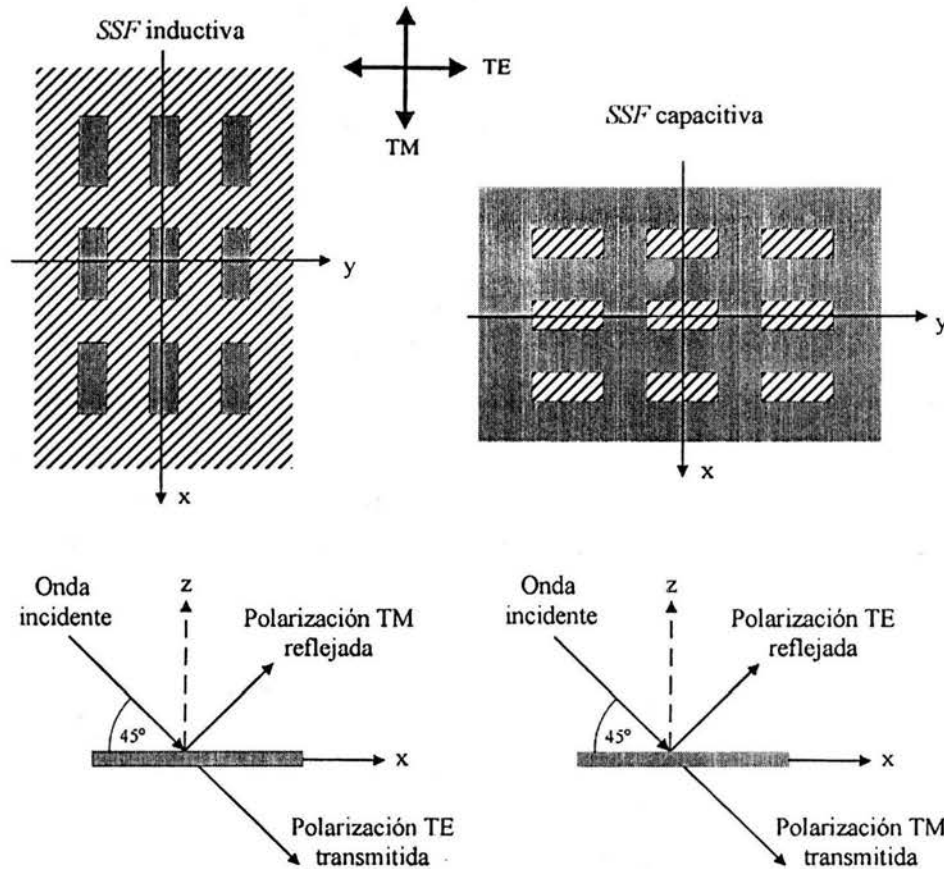 SSF inductiva
TE
TM
SSF capacitiva
y
x
y
x
Onda
incidente
z
Polarización TM
reflejada
45°
x
Polarización TE
transmitida
Onda
incidente
z
Polarización TE
reflejada
45°
x
Polarización TM
transmitida